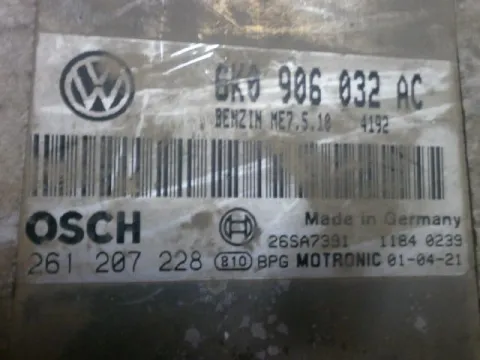 6K0 906 032 AC
BENZIN ME7.5.10 4192
OSCH
Made in Germany
26SA7391 1184 0239
261 207 228 810 BPG MOTRONIC 01-04-21